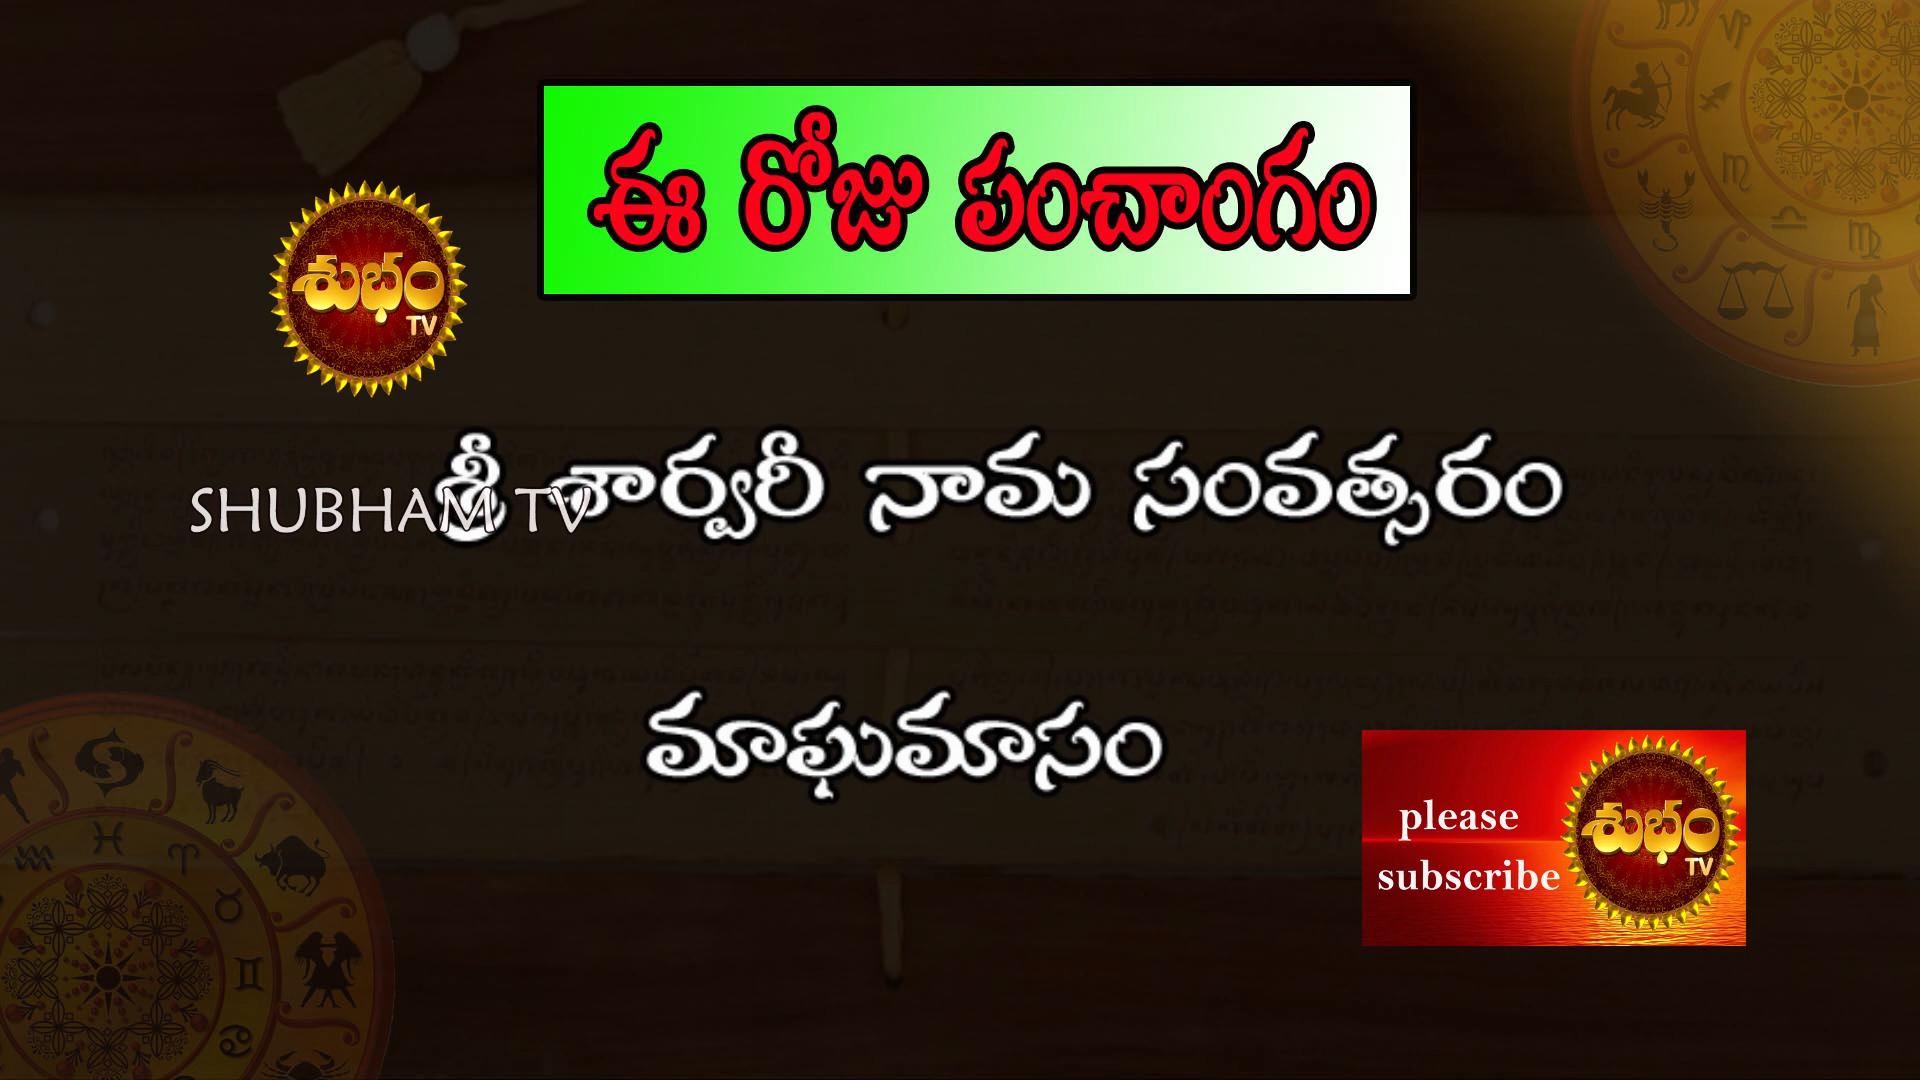 ఈ రోజు పంచాంగం
శుభం
TV
శ్రీ శార్వరీ నామ సంవత్సరం
SHUBHAM TV
మాఘమాసం
please
subscribe
శుభం
TV